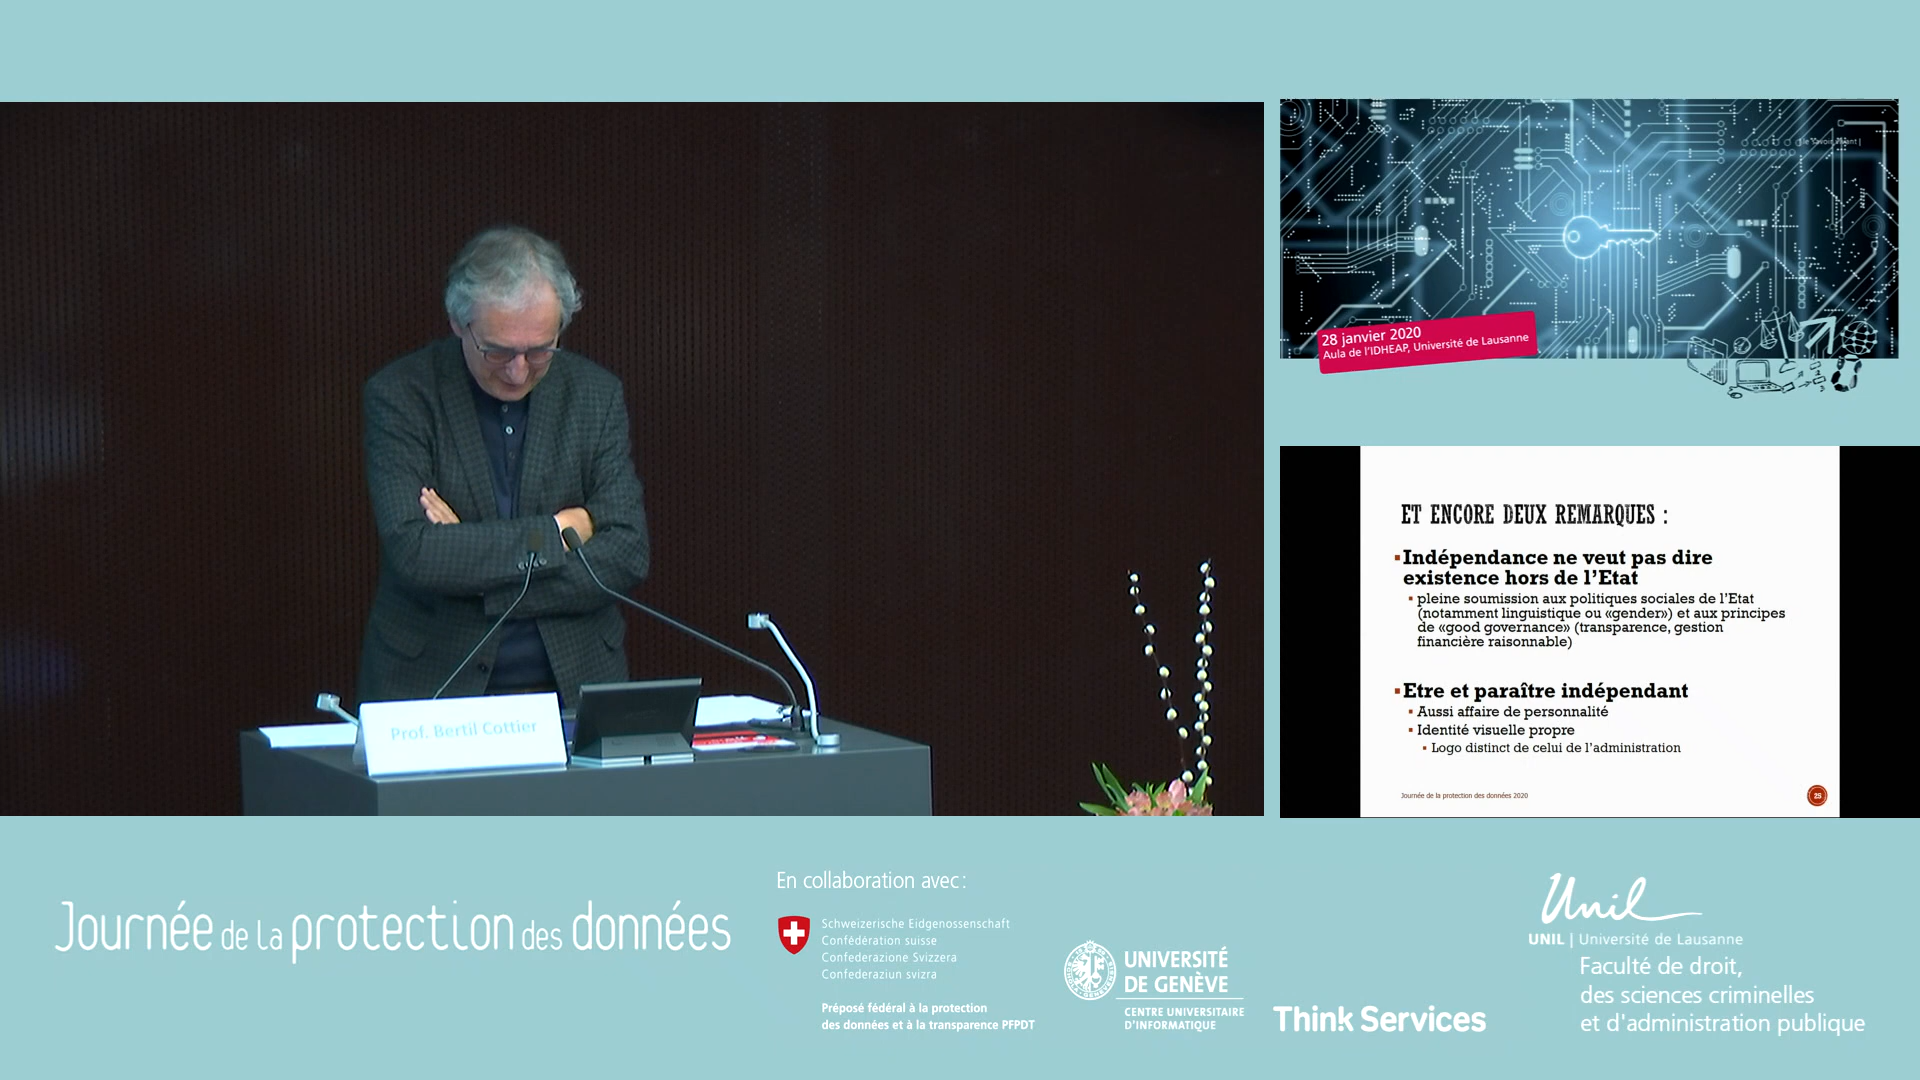 Prof. Bertil Cottier
28 janvier 2020
Aula de l'IDHEAP, Université de Lausanne
ET ENCORE DEUX REMARQUES :
Indépendance ne veut pas dire
existence hors de l'Etat
pleine soumission aux politiques sociales de l'Etat
(notamment linguistique ou «gender») et aux principes
de «good governance» (transparence, gestion
financière raisonnable)
Etre et paraître indépendant
Aussi affaire de personnalité
Identité visuelle propre
Logo distinct de celui de l'administration
Journée de la protection des données 2020
25
Journée de la protection des données
En collaboration avec :
Schweizerische Eidgenossenschaft
Confédération suisse
Confederazione Svizzera
Confederaziun svizra
Préposé fédéral à la protection
des données et à la transparence PFPDT
UNIVERSITÉ
DE GENÈVE
CENTRE UNIVERSITAIRE
D'INFORMATIQUE
Think Services
Unil
UNIL | Université de Lausanne
Faculté de droit,
des sciences criminelles
et d'administration publique